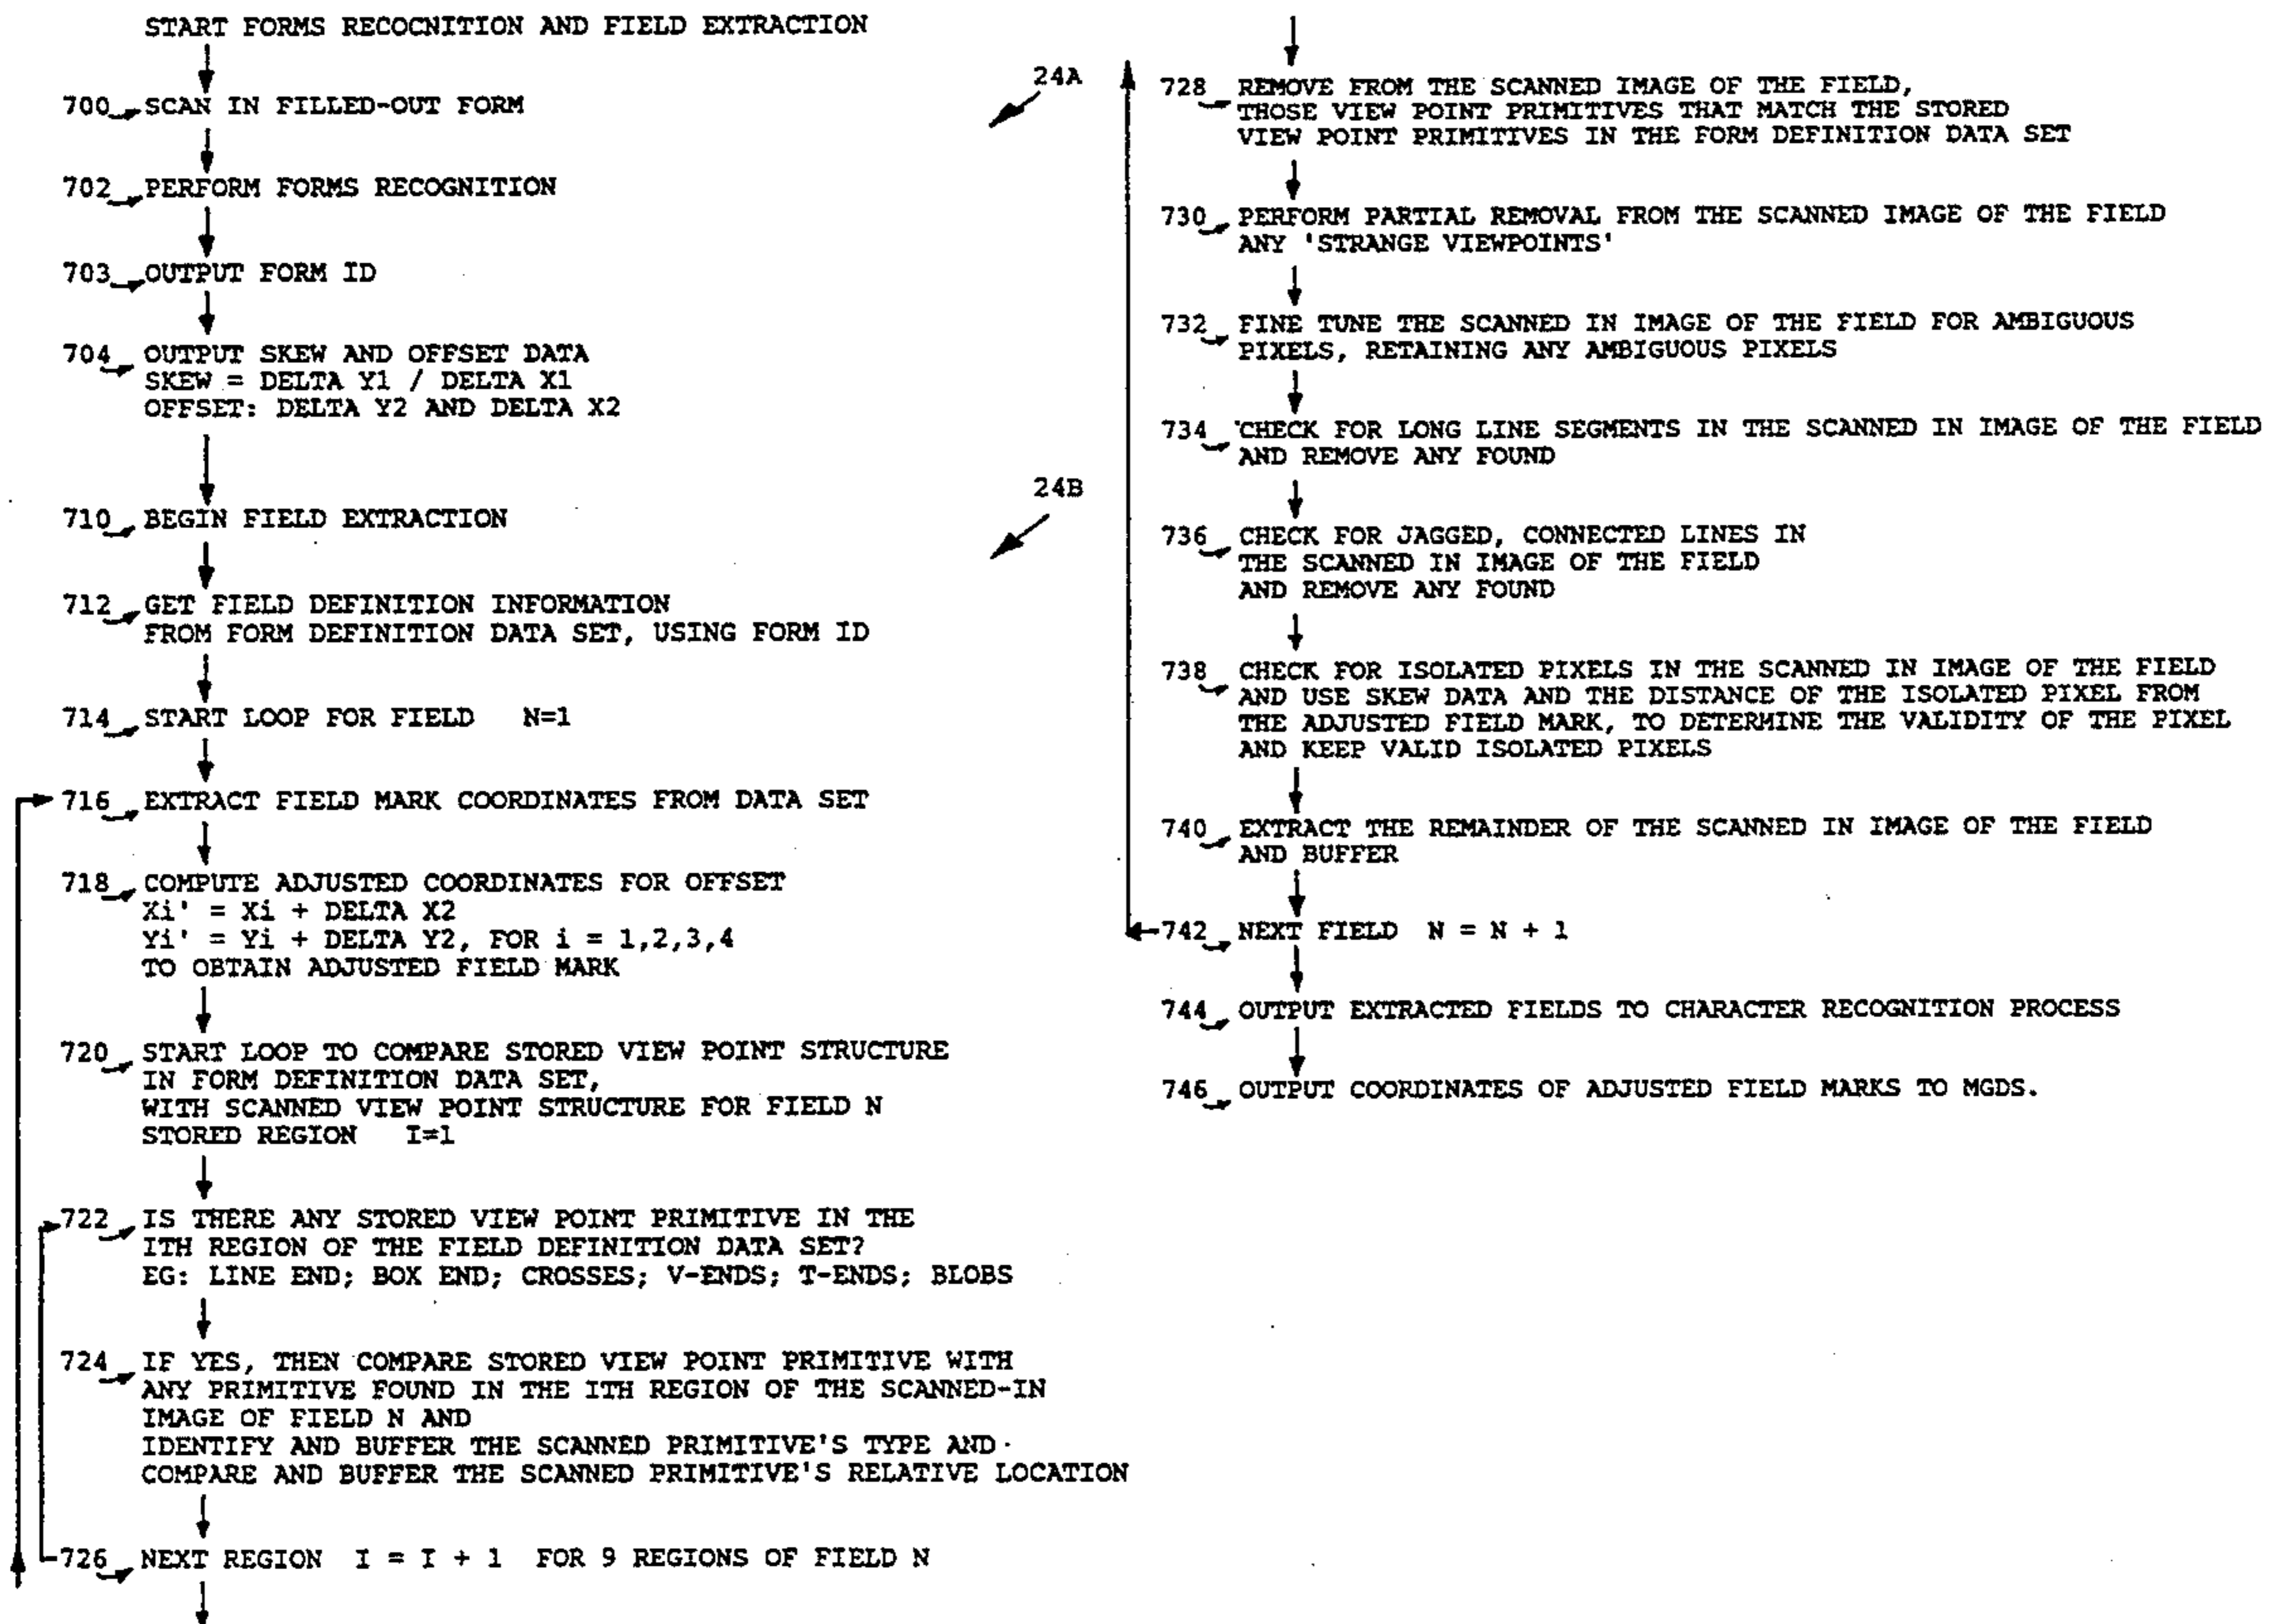 START FORMS RECOCNITION AND FIELD EXTRACTION
700 SCAN IN FILLED-OUT FORM
702 PERFORM FORMS RECOGNITION
703 OUTPUT FORM ID
704 OUTPUT SKEW AND OFFSET DATA
SKEW = DELTA Y1 / DELTA X1
OFFSET: DELTA Y2 AND DELTA X2
24A
710 BEGIN FIELD EXTRACTION
24B
712 GET FIELD DEFINITION INFORMATION
FROM FORM DEFINITION DATA SET, USING FORM ID
714 START LOOP FOR FIELD N=1
716 EXTRACT FIELD MARK COORDINATES FROM DATA SET
718 COMPUTE ADJUSTED COORDINATES FOR OFFSET
Xi' = Xi + DELTA X2
Yi' = Yi + DELTA Y2, FOR i = 1,2,3,4
TO OBTAIN ADJUSTED FIELD MARK
720 START LOOP TO COMPARE STORED VIEW POINT STRUCTURE
IN FORM DEFINITION DATA SET,
WITH SCANNED VIEW POINT STRUCTURE FOR FIELD N
STORED REGION I=1
722 IS THERE ANY STORED VIEW POINT PRIMITIVE IN THE
ITH REGION OF THE FIELD DEFINITION DATA SET?
EG: LINE END; BOX END; CROSSES; V-ENDS; T-ENDS; BLOBS
724 IF YES, THEN COMPARE STORED VIEW POINT PRIMITIVE WITH
ANY PRIMITIVE FOUND IN THE ITH REGION OF THE SCANNED-IN
IMAGE OF FIELD N AND
IDENTIFY AND BUFFER THE SCANNED PRIMITIVE'S TYPE AND
COMPARE AND BUFFER THE SCANNED PRIMITIVE'S RELATIVE LOCATION
726 NEXT REGION I = I + 1 FOR 9 REGIONS OF FIELD N
728 REMOVE FROM THE SCANNED IMAGE OF THE FIELD,
THOSE VIEW POINT PRIMITIVES THAT MATCH THE STORED
VIEW POINT PRIMITIVES IN THE FORM DEFINITION DATA SET
730 PERFORM PARTIAL REMOVAL FROM THE SCANNED IMAGE OF THE FIELD
ANY 'STRANGE VIEWPOINTS'
732 FINE TUNE THE SCANNED IN IMAGE OF THE FIELD FOR AMBIGUOUS
PIXELS, RETAINING ANY AMBIGUOUS PIXELS
734 CHECK FOR LONG LINE SEGMENTS IN THE SCANNED IN IMAGE OF THE FIELD
AND REMOVE ANY FOUND
736 CHECK FOR JAGGED, CONNECTED LINES IN
THE SCANNED IN IMAGE OF THE FIELD
AND REMOVE ANY FOUND
738 CHECK FOR ISOLATED PIXELS IN THE SCANNED IN IMAGE OF THE FIELD
AND USE SKEW DATA AND THE DISTANCE OF THE ISOLATED PIXEL FROM
THE ADJUSTED FIELD MARK, TO DETERMINE THE VALIDITY OF THE PIXEL
AND KEEP VALID ISOLATED PIXELS
740 EXTRACT THE REMAINDER OF THE SCANNED IN IMAGE OF THE FIELD
AND BUFFER
742 NEXT FIELD N = N + 1
744 OUTPUT EXTRACTED FIELDS TO CHARACTER RECOGNITION PROCESS
746 OUTPUT COORDINATES OF ADJUSTED FIELD MARKS TO MGDS.